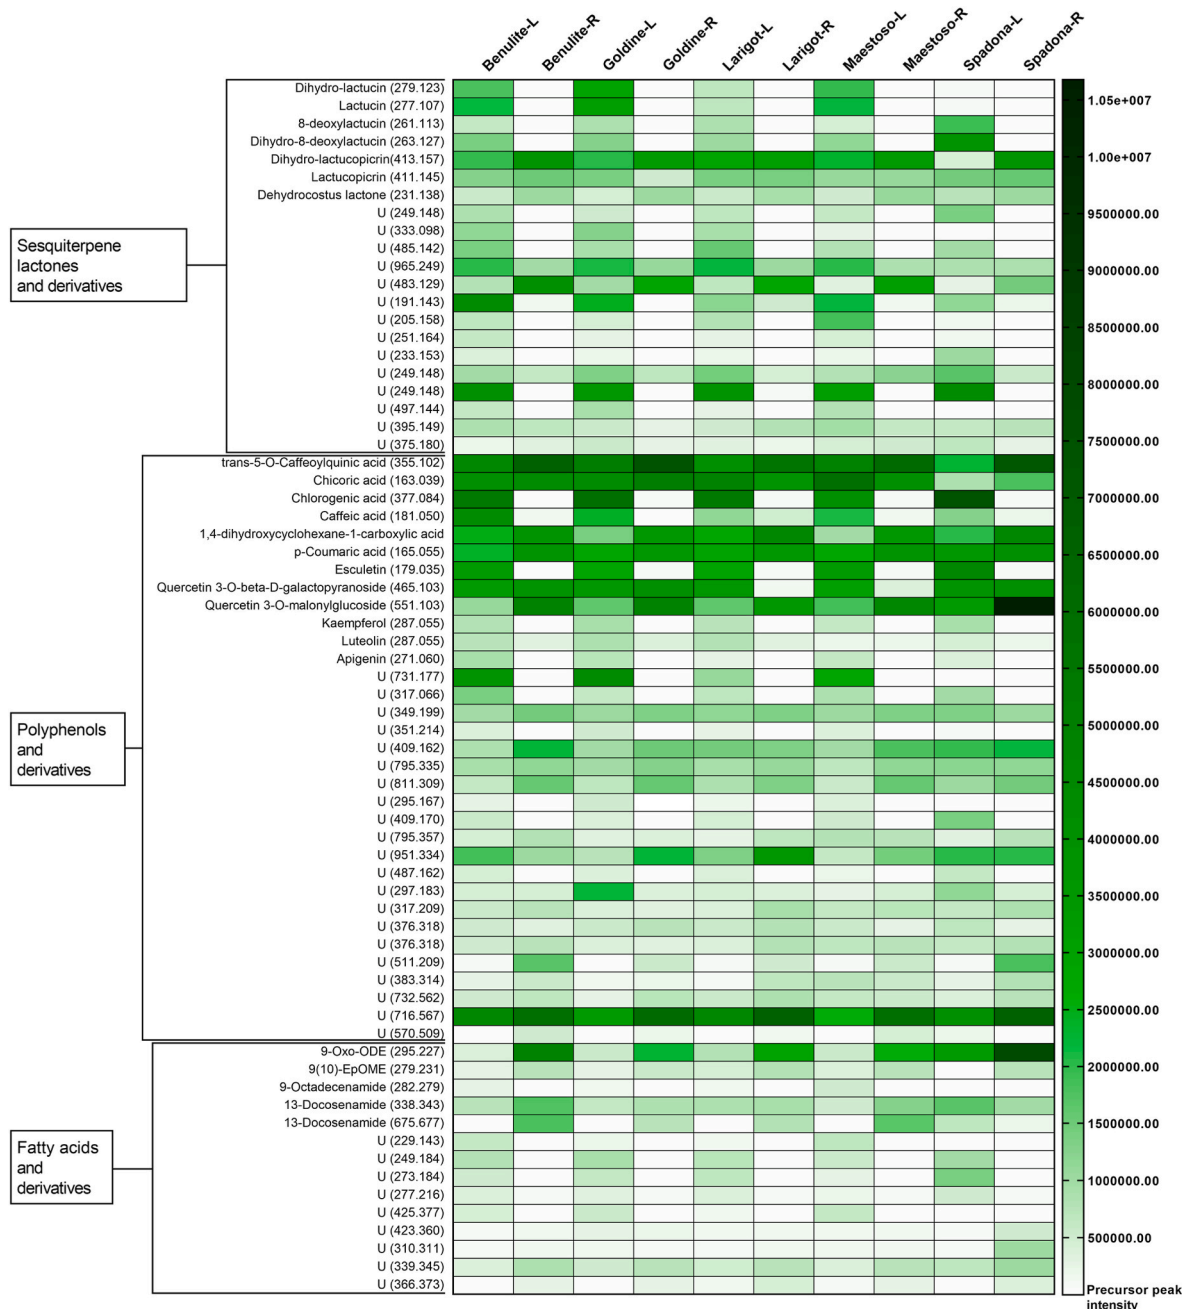 Benulite-L
Benulite-R
Goldine-L
Goldine-R
Larigot-L
Larigot-R
Maestoso-L
Maestoso-R
Spadona-L
Spadona-R
Sesquiterpene
lactones
and derivatives
Dihydro-lactucin (279.123)
Lactucin (277.107)
8-deoxylactucin (261.113)
Dihydro-8-deoxylactucin (263.127)
Dihydro-lactucopicrin(413.157)
Lactucopicrin (411.145)
Dehydrocostus lactone (231.138)
U (249.148)
U (333.098)
U (485.142)
U (965.249)
U (483.129)
U (191.143)
U (205.158)
U (251.164)
U (233.153)
U (249.148)
U (249.148)
U (497.144)
U (395.149)
U (375.180)
Polyphenols
and
derivatives
trans-5-O-Caffeoylquinic acid (355.102)
Chicoric acid (163.039)
Chlorogenic acid (377.084)
Caffeic acid (181.050)
1,4-dihydroxycyclohexane-1-carboxylic acid
p-Coumaric acid (165.055)
Esculetin (179.035)
Quercetin 3-O-beta-D-galactopyranoside (465.103)
Quercetin 3-O-malonylglucoside (551.103)
Kaempferol (287.055)
Luteolin (287.055)
Apigenin (271.060)
U (731.177)
U (317.066)
U (349.199)
U (351.214)
U (409.162)
U (795.335)
U (811.309)
U (295.167)
U (409.170)
U (795.357)
U (951.334)
U (487.162)
U (297.183)
U (317.209)
U (376.318)
U (376.318)
U (511.209)
U (383.314)
U (732.562)
U (716.567)
U (570.509)
Fatty acids
and
derivatives
9-Oxo-ODE (295.227)
9(10)-EpOME (279.231)
9-Octadecenamide (282.279)
13-Docosenamide (338.343)
13-Docosenamide (675.677)
U (229.143)
U (249.184)
U (273.184)
U (277.216)
U (425.377)
U (423.360)
U (310.311)
U (339.345)
U (366.373)
1.05e+007
1.00e+007
9500000.00
9000000.00
8500000.00
8000000.00
7500000.00
7000000.00
6500000.00
6000000.00
5500000.00
5000000.00
4500000.00
4000000.00
3500000.00
3000000.00
2500000.00
2000000.00
1500000.00
1000000.00
500000.00
Precursor peak
intensity